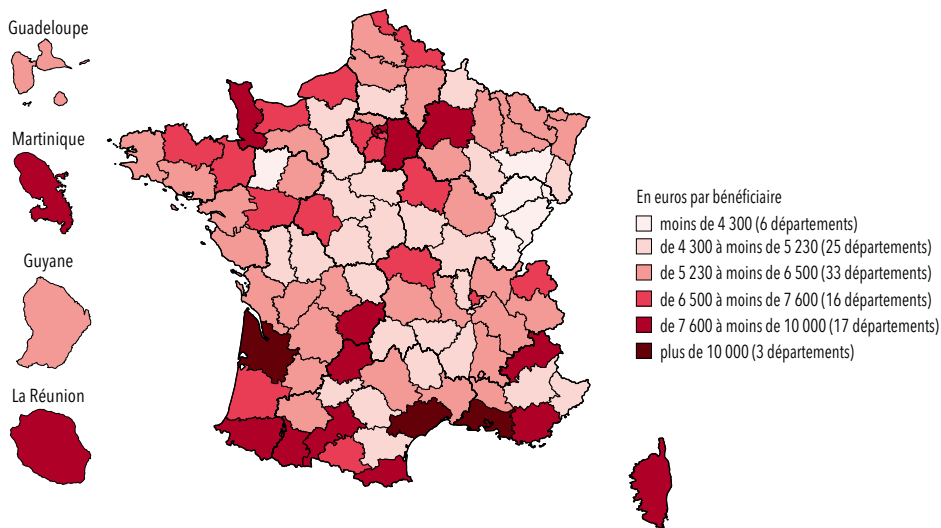 Guadeloupe
Martinique
Guyane
La Réunion
En euros par bénéficiaire
moins de 4 300 (6 départements)
de 4 300 à moins de 5 230 (25 départements)
de 5 230 à moins de 6 500 (33 départements)
de 6 500 à moins de 7 600 (16 départements)
de 7 600 à moins de 10 000 (17 départements)
plus de 10 000 (3 départements)